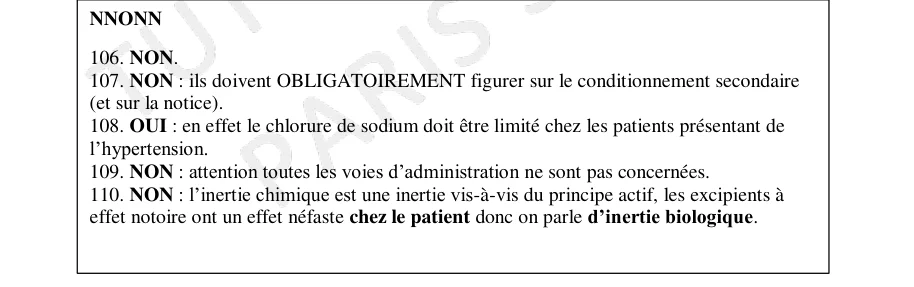 NNONN
106. NON.
107. NON : ils doivent OBLIGATOIREMENT figurer sur le conditionnement secondaire
(et sur la notice).
108. OUI : en effet le chlorure de sodium doit être limité chez les patients présentant de
l'hypertension.
109. NON : attention toutes les voies d'administration ne sont pas concernées.
110. NON : l'inertie chimique est une inertie vis-à-vis du principe actif, les excipients à
effet notoire ont un effet néfaste chez le patient donc on parle d'inertie biologique.